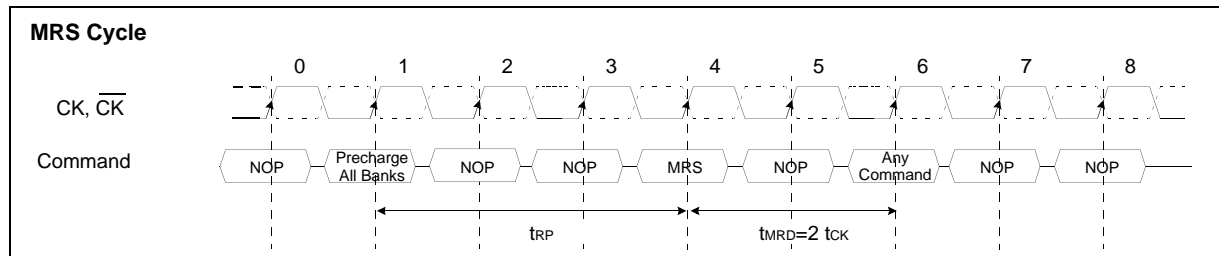 MRS Cycle
0 1 2 3 4 5 6 7 8
CK, C̅K̅
Command
NOP Precharge All Banks NOP NOP MRS NOP Any Command NOP NOP
tRP tMRD=2 tCK